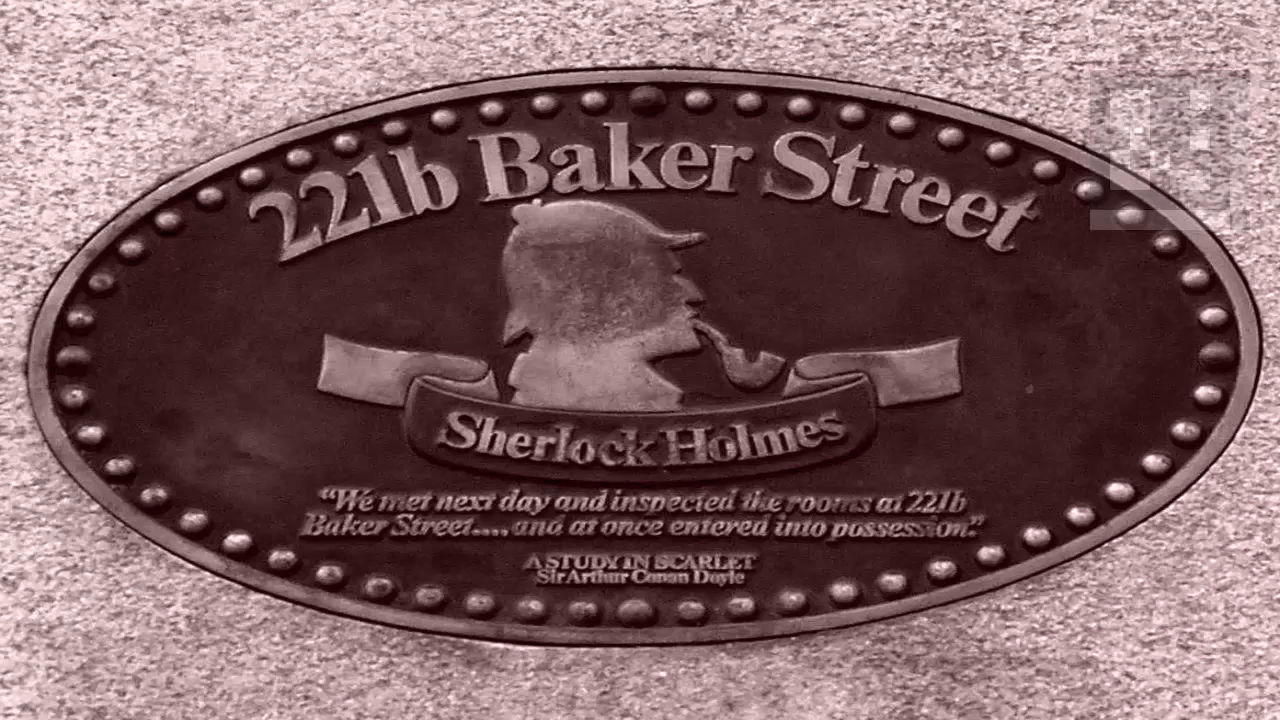 221b Baker Street
Sherlock Holmes
“We met next day and inspected the rooms at 221b
Baker Street.... and at once entered into possession.”
A STUDY IN SCARLET
Sir Arthur Conan Doyle